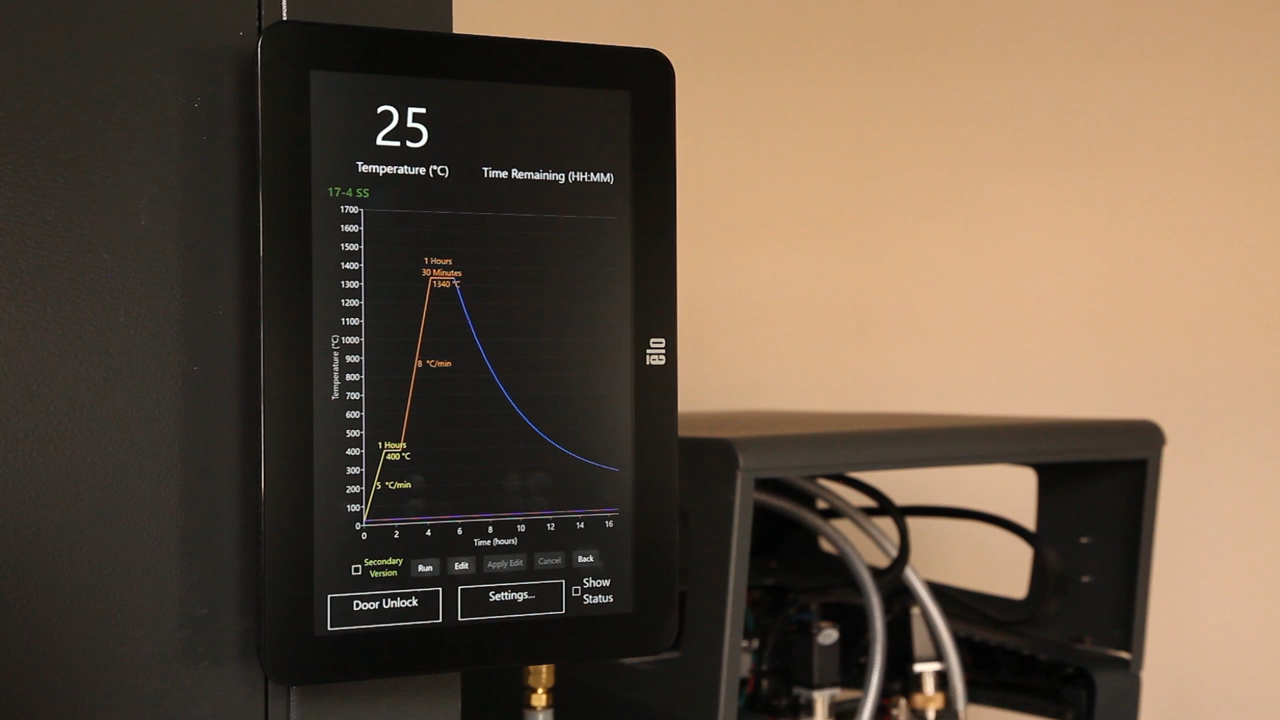 25
Temperature (°C)
Time Remaining (HH:MM)
17-4 SS
1700
1600
1500
1400
1300
1200
1100
1000
900
800
700
600
500
400
300
200
100
0
Temperature (°C)
1 Hours
30 Minutes
1340 °C
8 °C/min
1 Hours
400 °C
5 °C/min
0 2 4 6 8 10 12 14 16
Time (hours)
Secondary
Version
Run
Edit
Apply Edit
Cancel
Back
Door Unlock
Settings...
Show
Status
elo